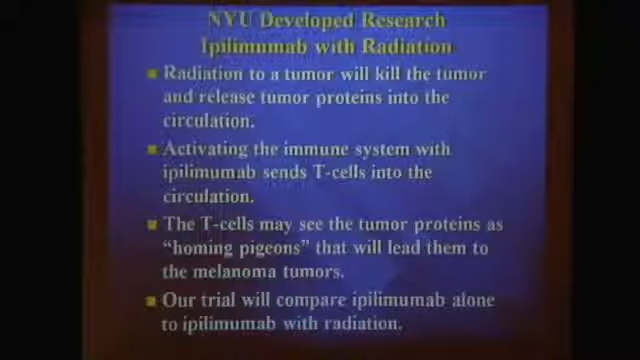 NYU Developed Research
Ipilimumab with Radiation
Radiation to a tumor will kill the tumor
and release tumor proteins into the
circulation.
Activating the immune system with
ipilimumab sends T-cells into the
circulation.
The T-cells may see the tumor proteins as
“homing pigeons” that will lead them to
the melanoma tumors.
Our trial will compare ipilimumab alone
to ipilimumab with radiation.